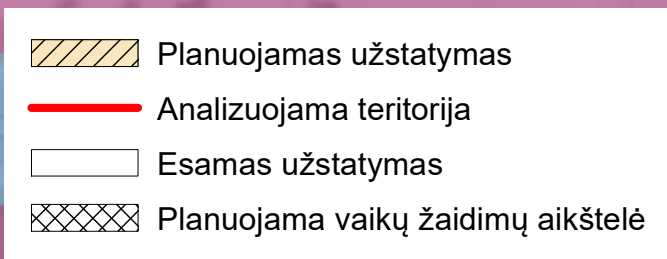 Planuojamas užstatymas
Analizuojama teritorija
Esamas užstatymas
Planuojama vaikų žaidimų aikštelė